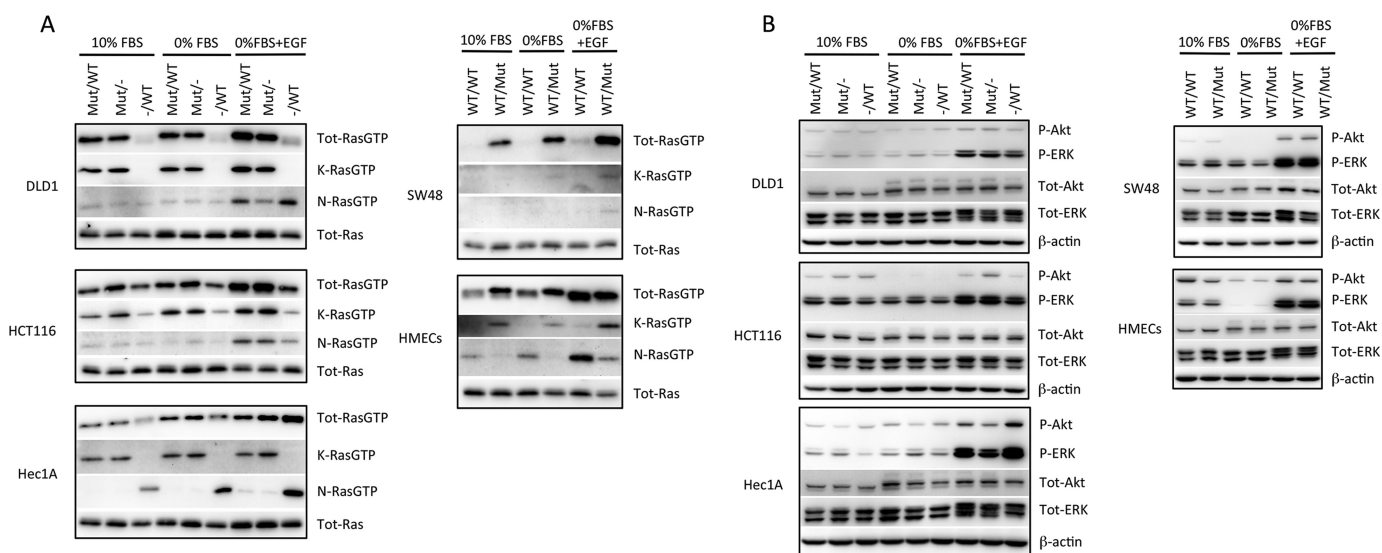 A
10% FBS 0% FBS 0%FBS+EGF
Mut/WT Mut/- -/WT Mut/WT Mut/- -/WT Mut/WT Mut/- -/WT
DLD1
Tot-RasGTP
K-RasGTP
N-RasGTP
Tot-Ras
HCT116
Tot-RasGTP
K-RasGTP
N-RasGTP
Tot-Ras
Hec1A
Tot-RasGTP
K-RasGTP
N-RasGTP
Tot-Ras
0%FBS
10% FBS 0%FBS +EGF
WT/WT WT/Mut WT/WT WT/Mut WT/WT WT/Mut
SW48
Tot-RasGTP
K-RasGTP
N-RasGTP
Tot-Ras
HMECs
Tot-RasGTP
K-RasGTP
N-RasGTP
Tot-Ras
B
10% FBS 0% FBS 0%FBS+EGF
Mut/WT Mut/- -/WT Mut/WT Mut/- -/WT Mut/WT Mut/- -/WT
DLD1
P-Akt
P-ERK
Tot-Akt
Tot-ERK
β-actin
HCT116
P-Akt
P-ERK
Tot-Akt
Tot-ERK
β-actin
Hec1A
P-Akt
P-ERK
Tot-Akt
Tot-ERK
β-actin
0%FBS
10% FBS 0%FBS +EGF
WT/WT WT/Mut WT/WT WT/Mut WT/WT WT/Mut
SW48
P-Akt
P-ERK
Tot-Akt
Tot-ERK
β-actin
HMECs
P-Akt
P-ERK
Tot-Akt
Tot-ERK
β-actin